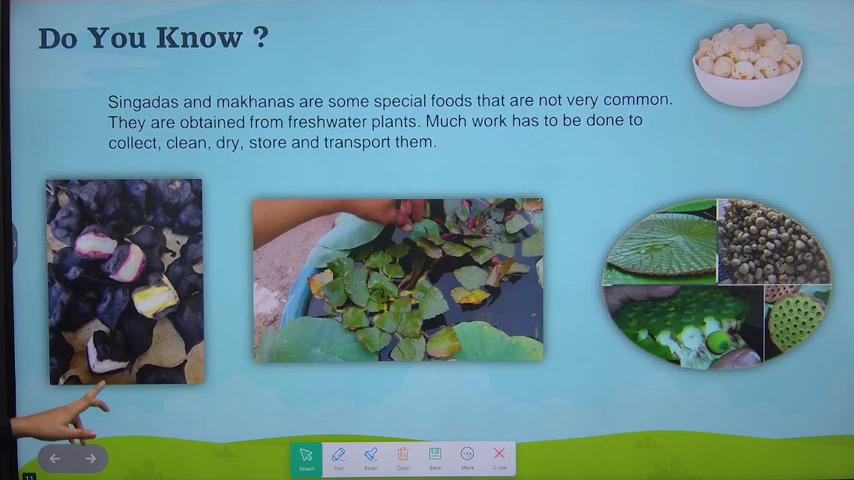 Do You Know ?
Singadas and makhanas are some special foods that are not very common.
They are obtained from freshwater plants. Much work has to be done to
collect, clean, dry, store and transport them.
Select Pen Brush Clean Save More Close
11